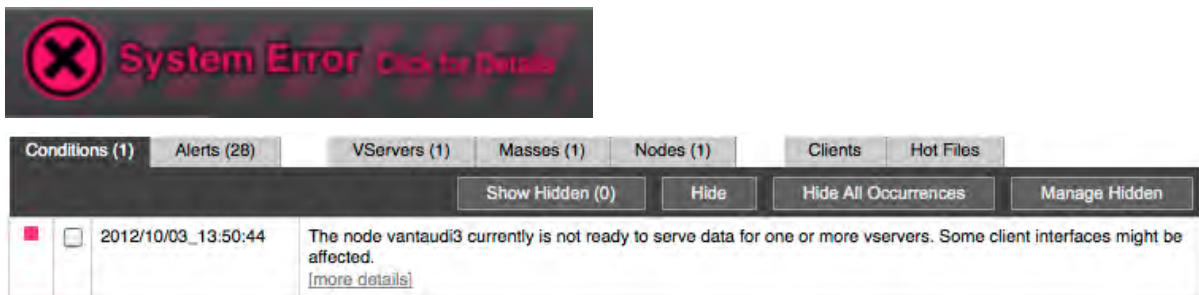 System Error Click for Details
Conditions (1) Alerts (28) VServers (1) Masses (1) Nodes (1) Clients Hot Files
Show Hidden (0) Hide Hide All Occurrences Manage Hidden
2012/10/03_13:50:44 The node vantaudi3 currently is not ready to serve data for one or more vservers. Some client interfaces might be
affected.
[more details]